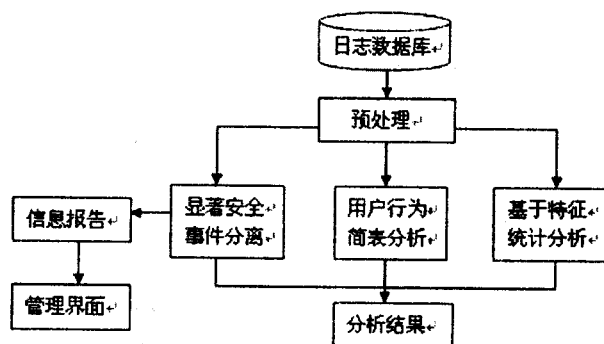 日志数据库
预处理
显著安全
事件分离
用户行为
简表分析
基于特征
统计分析
信息报告
管理界面
分析结果